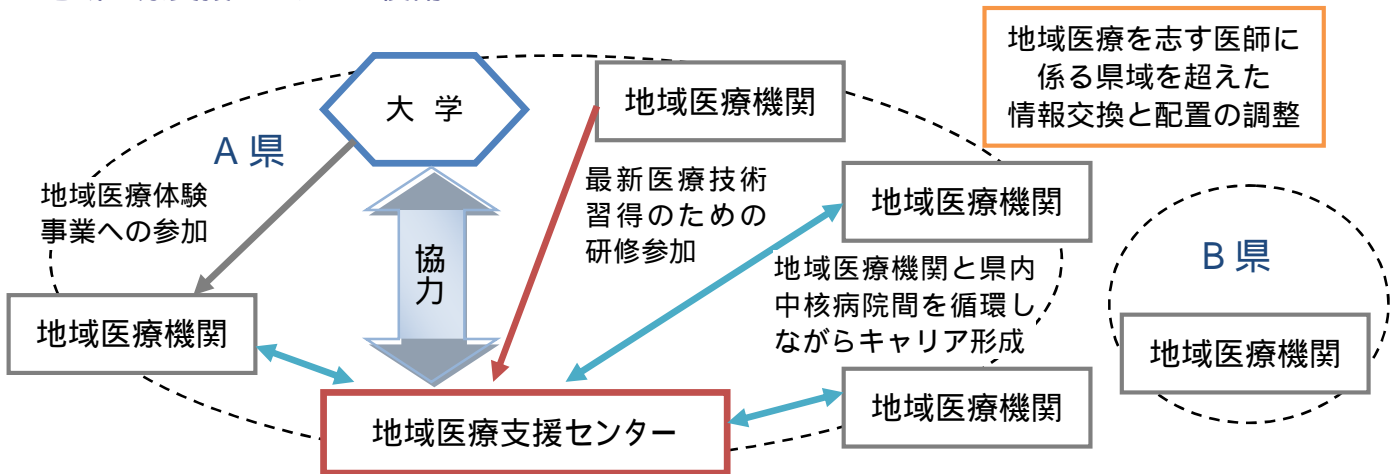 地域医療を志す医師に
係る県域を超えた
情報交換と配置の調整
大学
地域医療機関
A県
最新医療技術
習得のための
研修参加
地域医療体験
事業への参加
地域医療機関
B県
協力
地域医療機関と県内
中核病院間を循環し
ながらキャリア形成
地域医療機関
地域医療機関
地域医療機関
地域医療支援センター